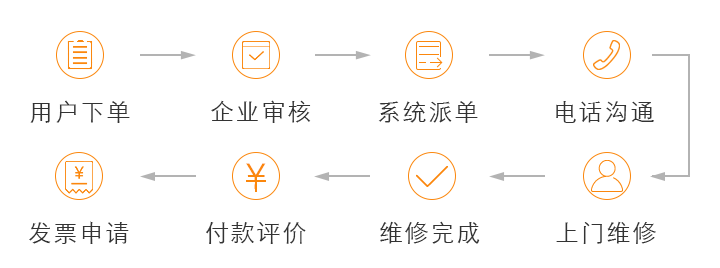 用户下单
企业审核
系统派单
电话沟通
上门维修
维修完成
付款评价
发票申请